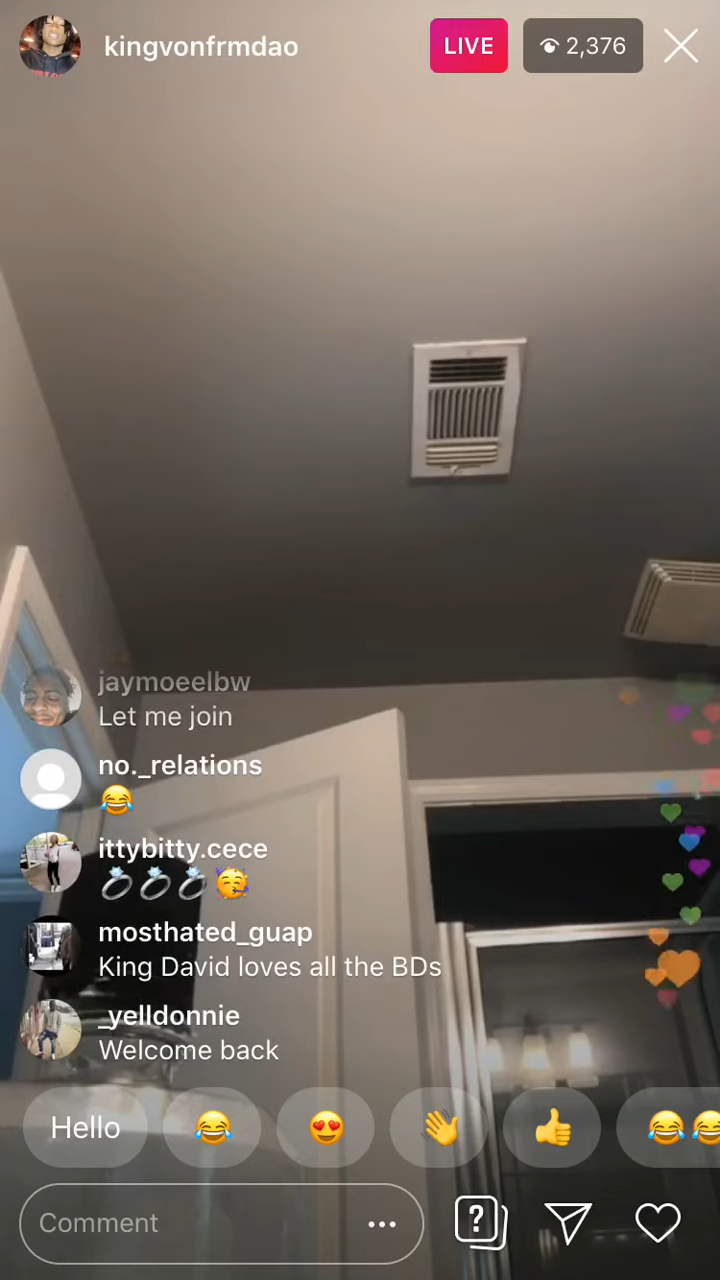 kingvonfrmdao
LIVE
2,376
jaymoeelbw
Let me join
no._relations
😂
ittybitty.cece
💍💍💍🥳
mosthated_guap
King David loves all the BDs
_yelldonnie
Welcome back
Hello 😂 😍 👋 👍 😂😂
Comment